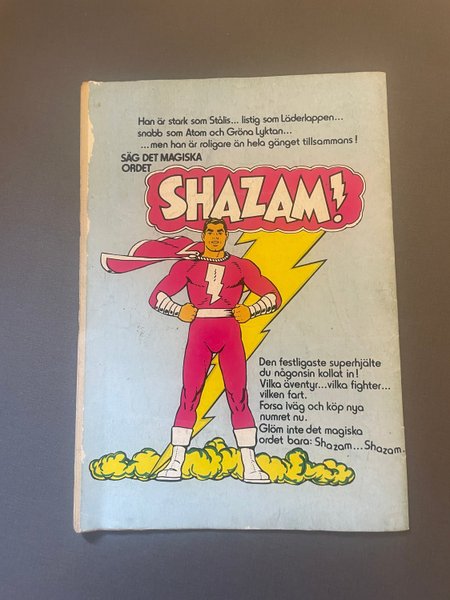 Han är stark som Stålis... listig som Läderlappen...
snabb som Atom och Gröna Lyktan...
...men han är roligare än hela gänget tillsammans!
SÄG DET MAGISKA
ORDET
SHAZAM!
Den festligaste superhjälte
du någonsin kollat in!
Vilka äventyr...vilka fighter...
vilken fart.
Forsa iväg och köp nya
numret nu.
Glöm inte det magiska
ordet bara: Shazam...Shazam.